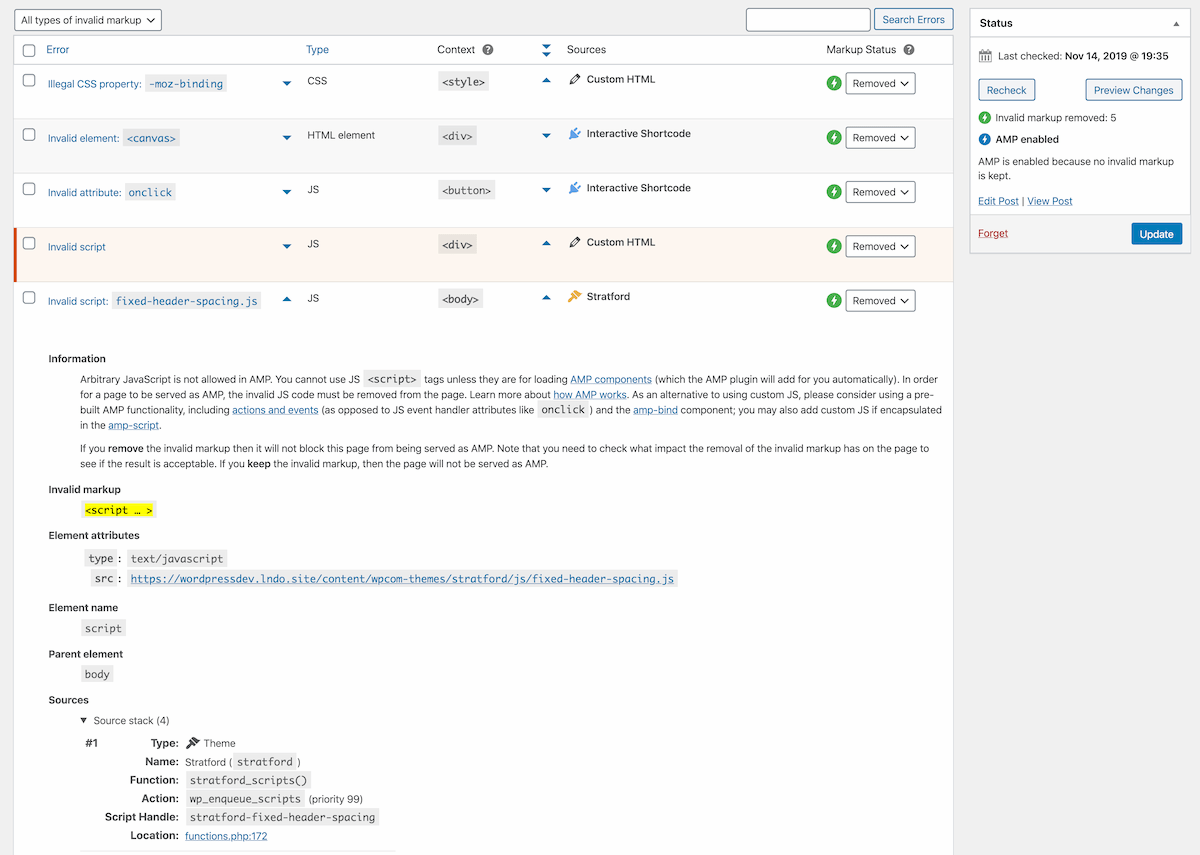 All types of invalid markup
Search Errors
Error Type Context ? Sources Markup Status ?
Illegal CSS property: -moz-binding CSS <style> Custom HTML Removed
Invalid element: <canvas> HTML element <div> Interactive Shortcode Removed
Invalid attribute: onclick JS <button> Interactive Shortcode Removed
Invalid script JS <div> Custom HTML Removed
Invalid script: fixed-header-spacing.js JS <body> Stratford Removed
Information
Arbitrary JavaScript is not allowed in AMP. You cannot use JS <script> tags unless they are for loading AMP components (which the AMP plugin will add for you automatically). In order
for a page to be served as AMP, the invalid JS code must be removed from the page. Learn more about how AMP works. As an alternative to using custom JS, please consider using a pre-
built AMP functionality, including actions and events (as opposed to JS event handler attributes like onclick ) and the amp-bind component; you may also add custom JS if encapsulated
in the amp-script.
If you remove the invalid markup then it will not block this page from being served as AMP. Note that you need to check what impact the removal of the invalid markup has on the page to
see if the result is acceptable. If you keep the invalid markup, then the page will not be served as AMP.
Invalid markup
<script … >
Element attributes
type : text/javascript
src : https://wordpressdev.lndo.site/content/wpcom-themes/stratford/js/fixed-header-spacing.js
Element name
script
Parent element
body
Sources
▼ Source stack (4)
#1 Type: Theme
Name: Stratford ( stratford )
Function: stratford_scripts()
Action: wp_enqueue_scripts (priority 99)
Script Handle: stratford-fixed-header-spacing
Location: functions.php:172
Status
Last checked: Nov 14, 2019 @ 19:35
Recheck Preview Changes
Invalid markup removed: 5
AMP enabled
AMP is enabled because no invalid markup
is kept.
Edit Post | View Post
Forget Update